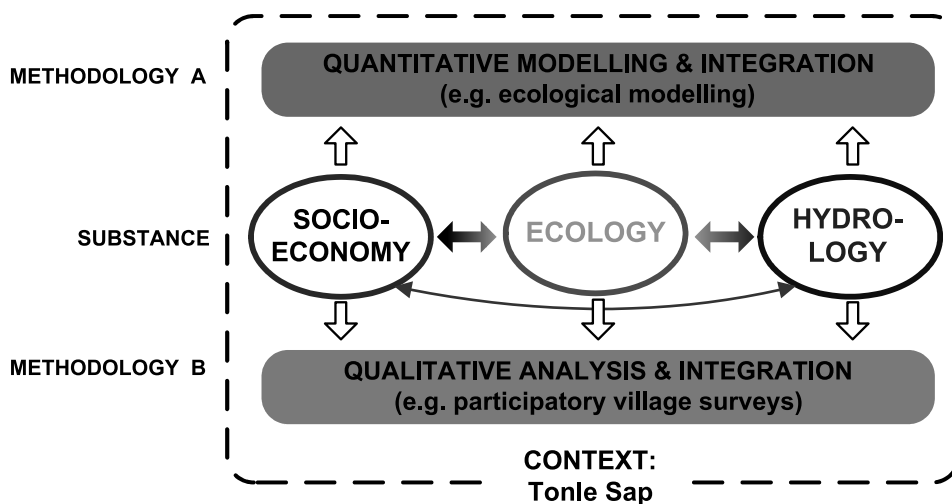 METHODOLOGY A
QUANTITATIVE MODELLING & INTEGRATION
(e.g. ecological modelling)
SUBSTANCE
SOCIO-
ECONOMY
ECOLOGY
HYDRO-
LOGY
METHODOLOGY B
QUALITATIVE ANALYSIS & INTEGRATION
(e.g. participatory village surveys)
CONTEXT:
Tonle Sap